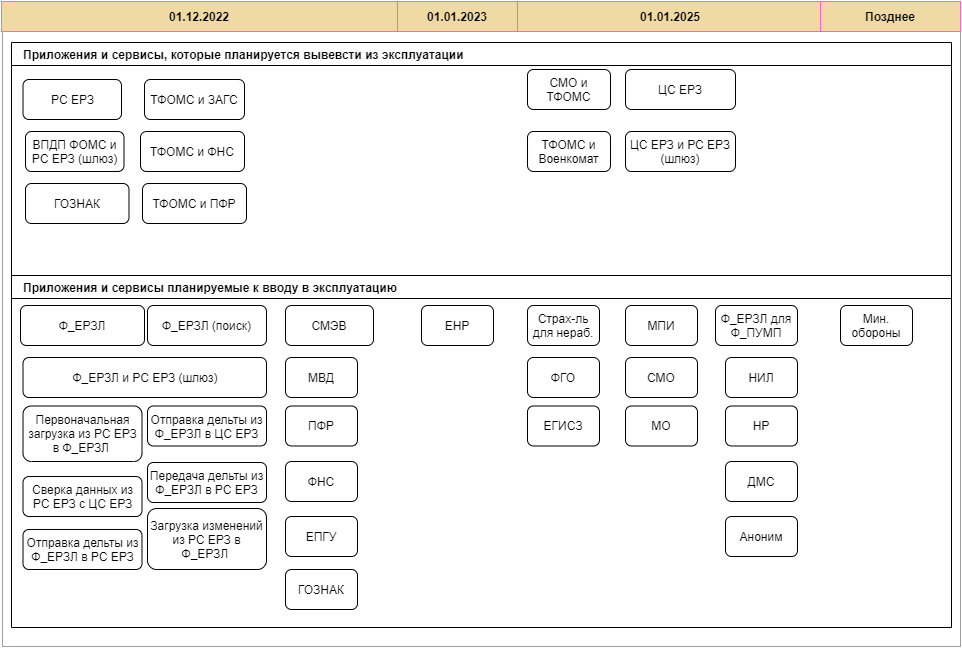 01.12.2022
01.01.2023
01.01.2025
Позднее
Приложения и сервисы, которые планируется вывевсти из эксплуатации
РС ЕРЗ
ТФОМС и ЗАГС
СМО и
ТФОМС
ЦС ЕРЗ
ВПДП ФОМС и
РС ЕРЗ (шлюз)
ТФОМС и ФНС
ТФОМС и
Военкомат
ЦС ЕРЗ и РС ЕРЗ
(шлюз)
ГОЗНАК
ТФОМС и ПФР
Приложения и сервисы планируемые к вводу в эксплуатацию
Ф_ЕРЗЛ
Ф_ЕРЗЛ (поиск)
СМЭВ
ЕНР
Страх-ль
для нераб.
МПИ
Ф_ЕРЗЛ для
Ф_ПУМП
Мин.
обороны
Ф_ЕРЗЛ и РС ЕРЗ (шлюз)
МВД
ФГО
СМО
НИЛ
Первоначальная
загрузка из РС ЕРЗ
в Ф_ЕРЗЛ
Отправка дельты из
Ф_ЕРЗЛ в ЦС ЕРЗ
ПФР
ЕГИСЗ
МО
НР
Сверка данных из
РС ЕРЗ с ЦС ЕРЗ
Передача дельты из
Ф_ЕРЗЛ в РС ЕРЗ
ФНС
ДМС
Отправка дельты из
Ф_ЕРЗЛ в РС ЕРЗ
Загрузка изменений
из РС ЕРЗ в
Ф_ЕРЗЛ
ЕПГУ
Аноним
ГОЗНАК